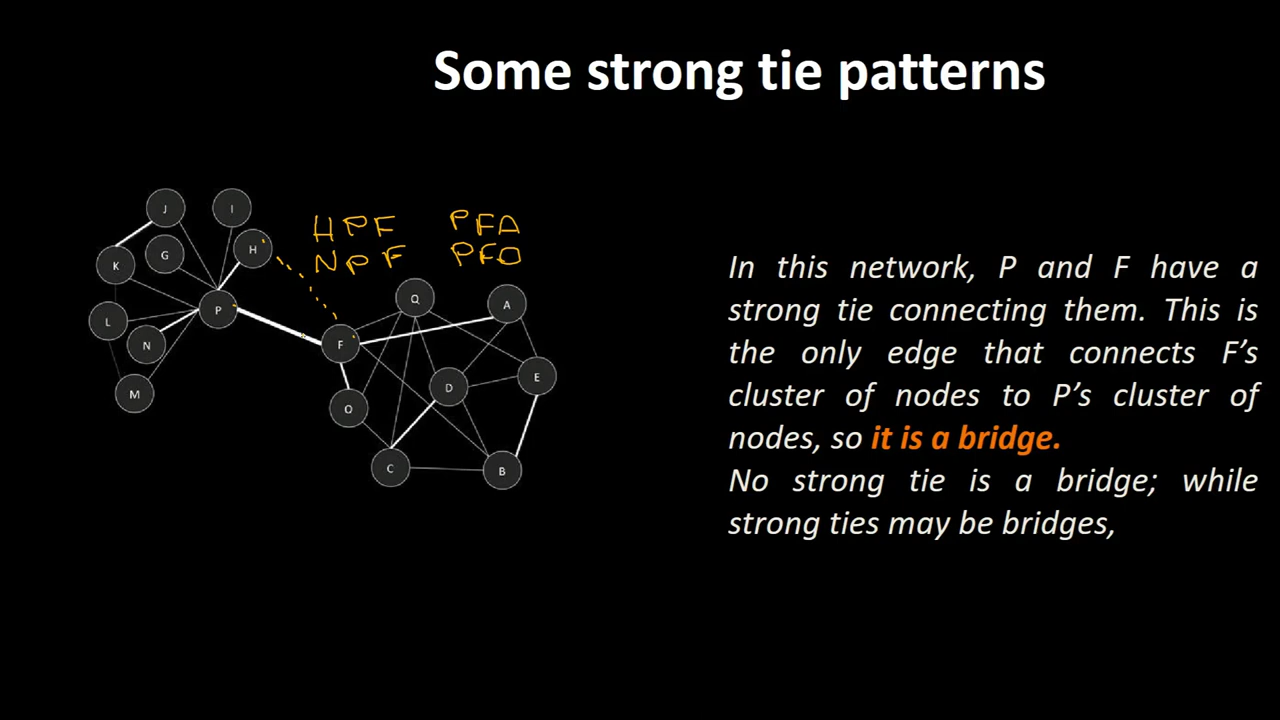 Some strong tie patterns
J
I
H
G
K
HPF PFA
NPF PFO
L
P
N
M
Q
A
F
D
E
O
C
B
In this network, P and F have a
strong tie connecting them. This is
the only edge that connects F's
cluster of nodes to P's cluster of
nodes, so it is a bridge.
No strong tie is a bridge; while
strong ties may be bridges,